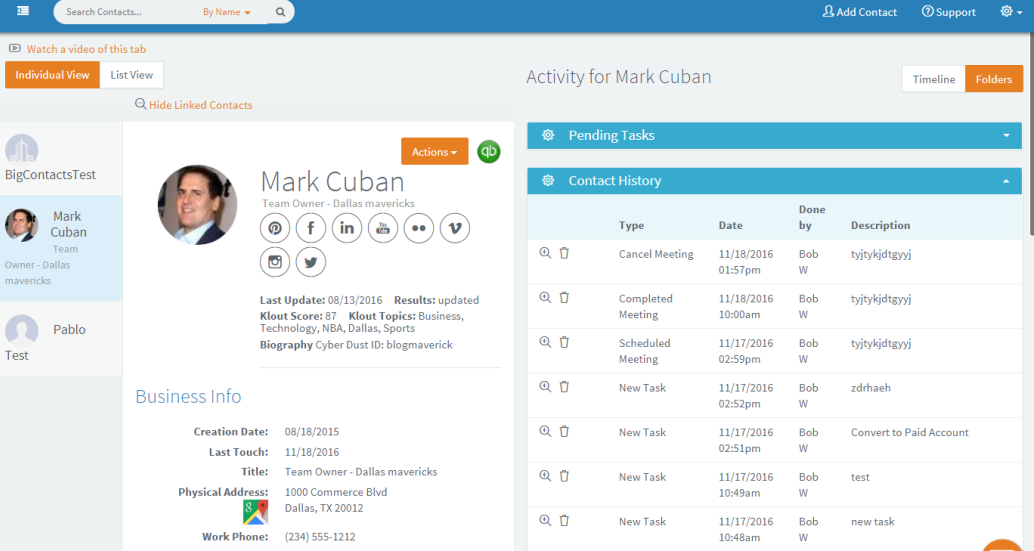 Search Contacts...
By Name
Add Contact
Support
Watch a video of this tab
Individual View
List View
Hide Linked Contacts
BigContactsTest
Mark
Cuban
Team
Owner - Dallas
mavericks
Pablo
Test
Actions
qb
Mark Cuban
Team Owner - Dallas mavericks
Last Update: 08/13/2016 Results: updated
Klout Score: 87 Klout Topics: Business,
Technology, NBA, Dallas, Sports
Biography Cyber Dust ID: blogmaverick
Business Info
Creation Date: 08/18/2015
Last Touch: 11/18/2016
Title: Team Owner - Dallas mavericks
Physical Address: 1000 Commerce Blvd
Dallas, TX 20012
Work Phone: (234) 555-1212
Activity for Mark Cuban
Timeline
Folders
Pending Tasks
Contact History
Type Date Done by Description
Cancel Meeting 11/18/2016 01:57pm Bob W tyjtykjdtgyyj
Completed Meeting 11/18/2016 10:00am Bob W tyjtykjdtgyyj
Scheduled Meeting 11/17/2016 02:59pm Bob W tyjtykjdtgyyj
New Task 11/17/2016 02:52pm Bob W zdrhaeh
New Task 11/17/2016 02:51pm Bob W Convert to Paid Account
New Task 11/17/2016 10:49am Bob W test
New Task 11/17/2016 10:48am Bob W new task